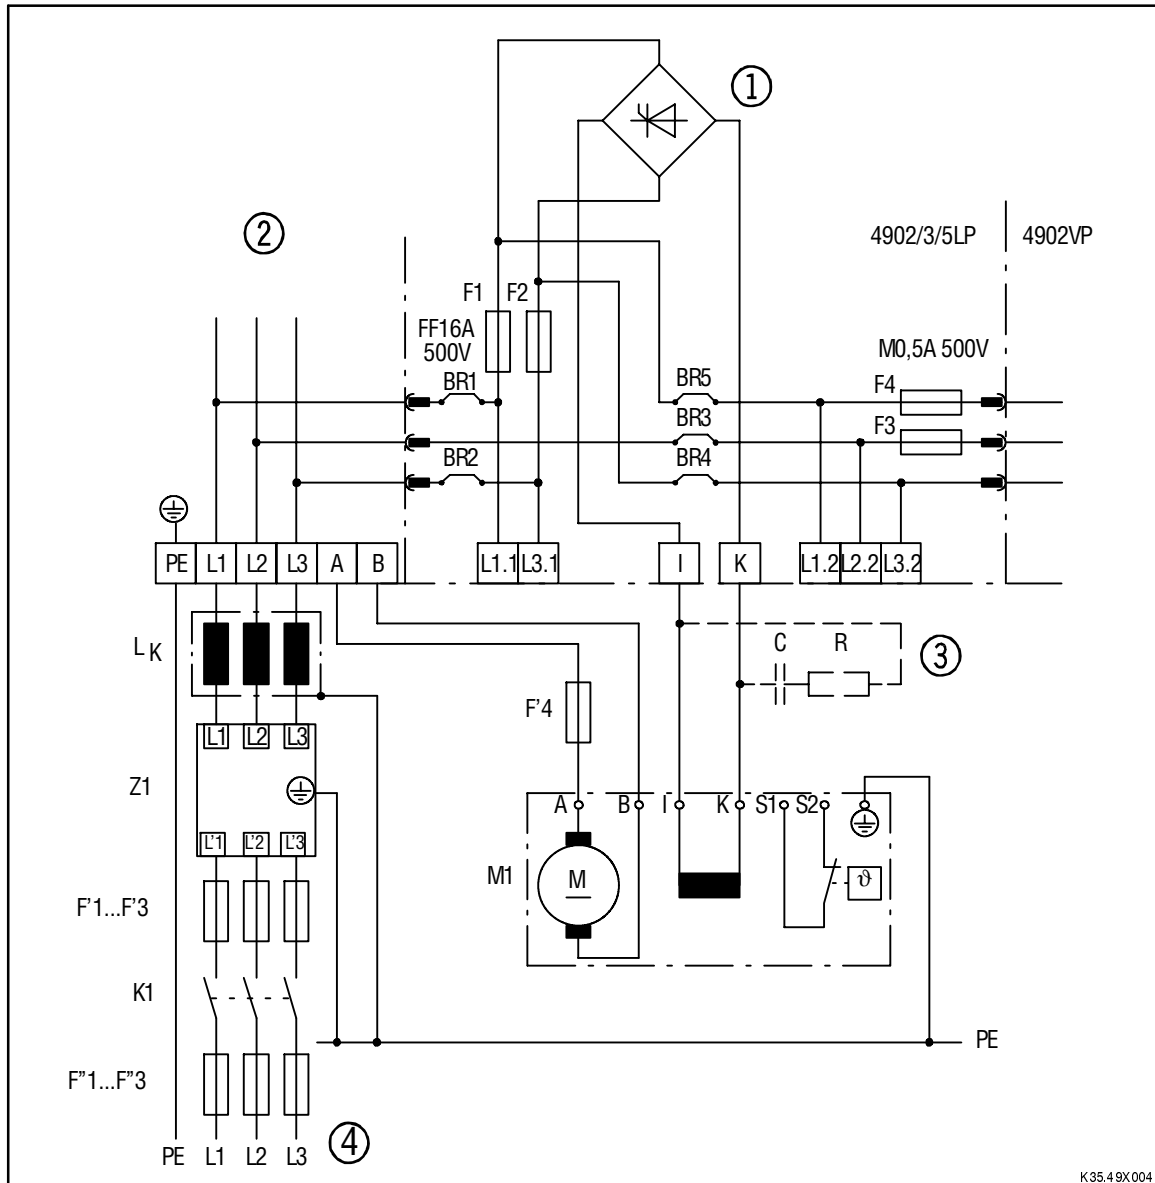 ①
②
4902/3/5LP
4902VP
F1
F2
FF16A
500V
M0,5A 500V
BR1
BR5
F4
BR3
F3
BR2
BR4
PE
L1
L2
L3
A
B
L1.1
L3.1
I
K
L1.2
L2.2
L3.2
LK
C
R
③
F'4
L1
L2
L3
Z1
A
B
I
K
S1
S2
L'1
L'2
L'3
M1
M
ϑ
F'1...F'3
K1
PE
F"1...F"3
PE
L1
L2
L3
④
K35.49X004